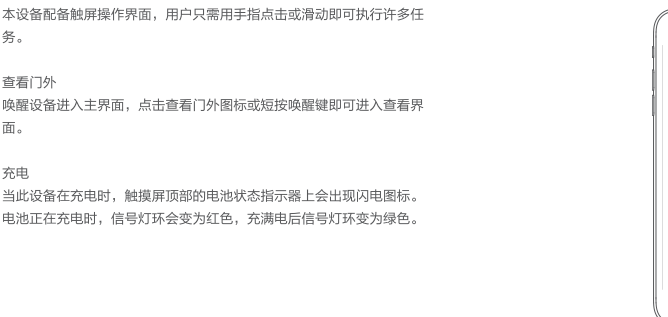 本设备配备触屏操作界面，用户只需用手指点击或滑动即可执行许多任
务。
查看门外
唤醒设备进入主界面，点击查看门外图标或短按唤醒键即可进入查看界
面。
充电
当此设备在充电时，触摸屏顶部的电池状态指示器上会出现闪电图标。
电池正在充电时，信号灯环会变为红色，充满电后信号灯环变为绿色。